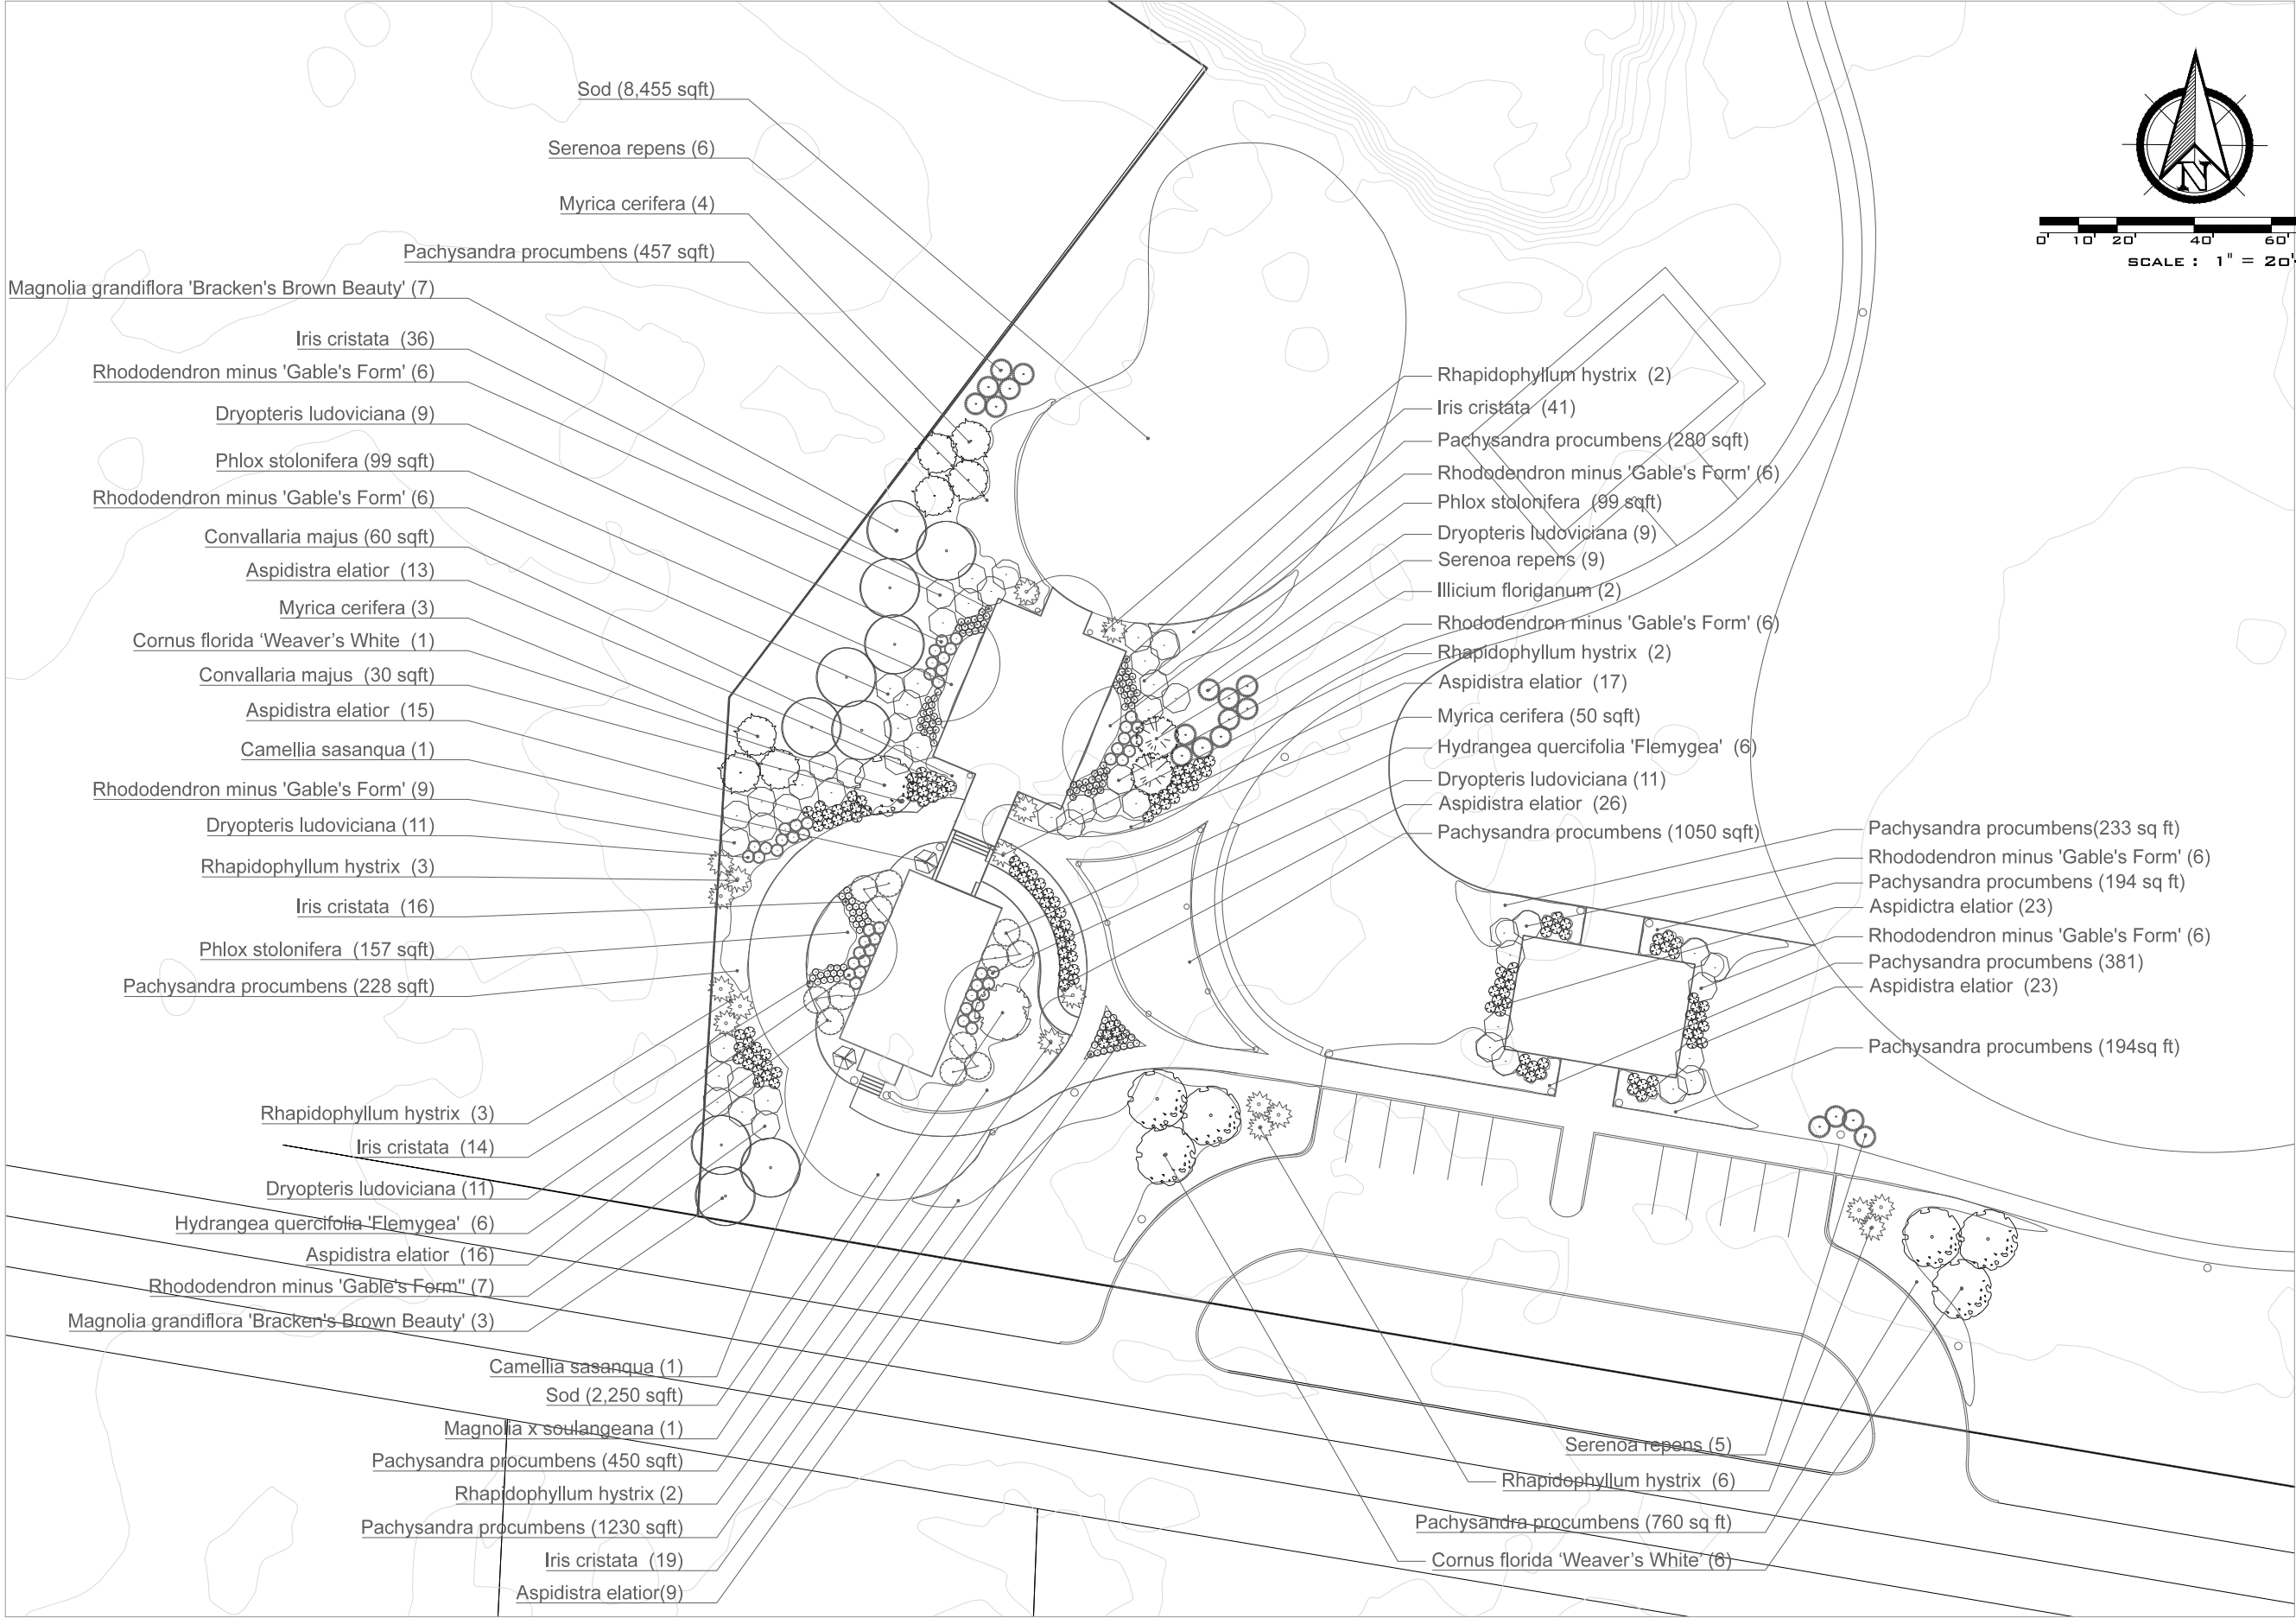 Sod (8,455 sqft)
Serenoa repens (6)
Myrica cerifera (4)
Pachysandra procumbens (457 sqft)
Magnolia grandiflora 'Bracken's Brown Beauty' (7)
Iris cristata (36)
Rhododendron minus 'Gable's Form' (6)
Dryopteris ludoviciana (9)
Phlox stolonifera (99 sqft)
Rhododendron minus 'Gable's Form' (6)
Convallaria majus (60 sqft)
Aspidistra elatior (13)
Myrica cerifera (3)
Cornus florida ‘Weaver’s White (1)
Convallaria majus (30 sqft)
Aspidistra elatior (15)
Camellia sasanqua (1)
Rhododendron minus 'Gable's Form' (9)
Dryopteris ludoviciana (11)
Rhapidophyllum hystrix (3)
Iris cristata (16)
Phlox stolonifera (157 sqft)
Pachysandra procumbens (228 sqft)
Rhapidophyllum hystrix (3)
Iris cristata (14)
Dryopteris ludoviciana (11)
Hydrangea quercifolia 'Flemygea' (6)
Aspidistra elatior (16)
Rhododendron minus 'Gable's Form" (7)
Magnolia grandiflora 'Bracken's Brown Beauty' (3)
Camellia sasanqua (1)
Sod (2,250 sqft)
Magnolia x soulangeana (1)
Pachysandra procumbens (450 sqft)
Rhapidophyllum hystrix (2)
Pachysandra procumbens (1230 sqft)
Iris cristata (19)
Aspidistra elatior(9)
Rhapidophyllum hystrix (2)
Iris cristata (41)
Pachysandra procumbens (280 sqft)
Rhododendron minus 'Gable's Form' (6)
Phlox stolonifera (99 sqft)
Dryopteris ludoviciana (9)
Serenoa repens (9)
Illicium floridanum (2)
Rhododendron minus 'Gable's Form' (6)
Rhapidophyllum hystrix (2)
Aspidistra elatior (17)
Myrica cerifera (50 sqft)
Hydrangea quercifolia 'Flemygea' (6)
Dryopteris ludoviciana (11)
Aspidistra elatior (26)
Pachysandra procumbens (1050 sqft)
Pachysandra procumbens(233 sq ft)
Rhododendron minus 'Gable's Form' (6)
Pachysandra procumbens (194 sq ft)
Aspidictra elatior (23)
Rhododendron minus 'Gable's Form' (6)
Pachysandra procumbens (381)
Aspidistra elatior (23)
Pachysandra procumbens (194sq ft)
Serenoa repens (5)
Rhapidophyllum hystrix (6)
Pachysandra procumbens (760 sq ft)
Cornus florida ‘Weaver’s White’ (6)
N
0' 10' 20' 40' 60'
SCALE : 1" = 20'